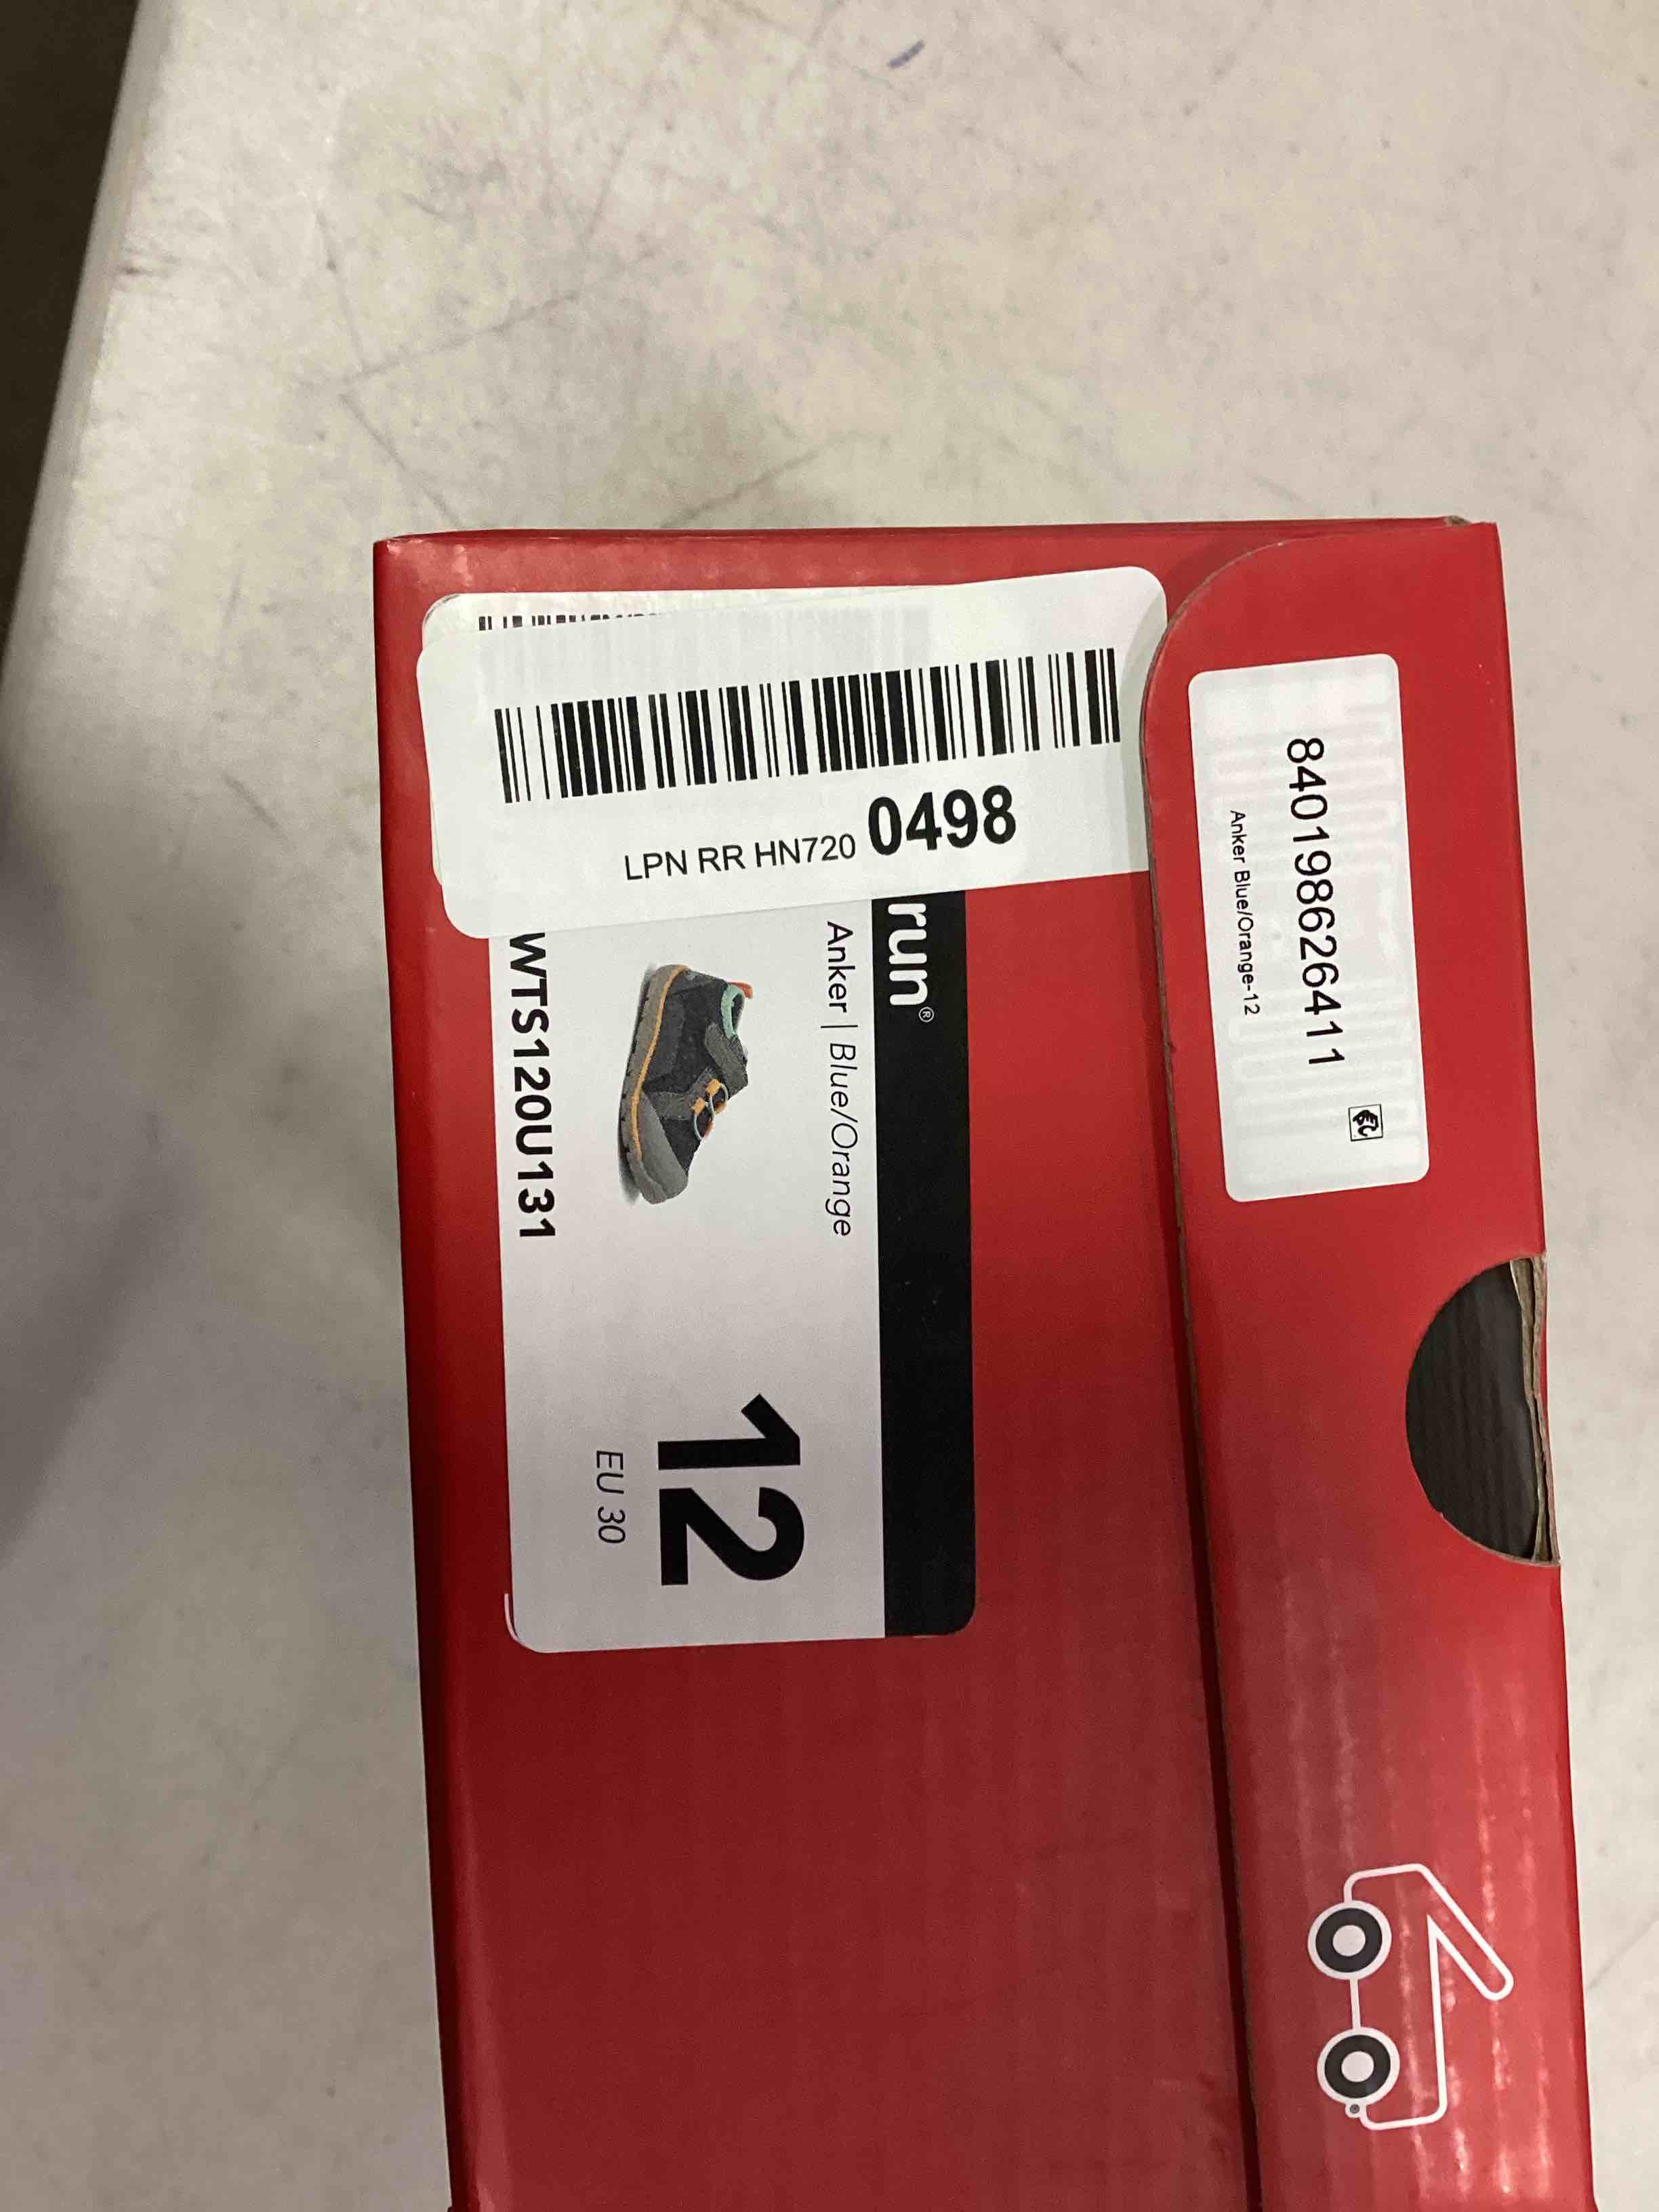 840198626411
Anker Blue/Orange-12
LPN RR HN720 0498
run®
Anker | Blue/Orange
12
EU 30
WTS120U131